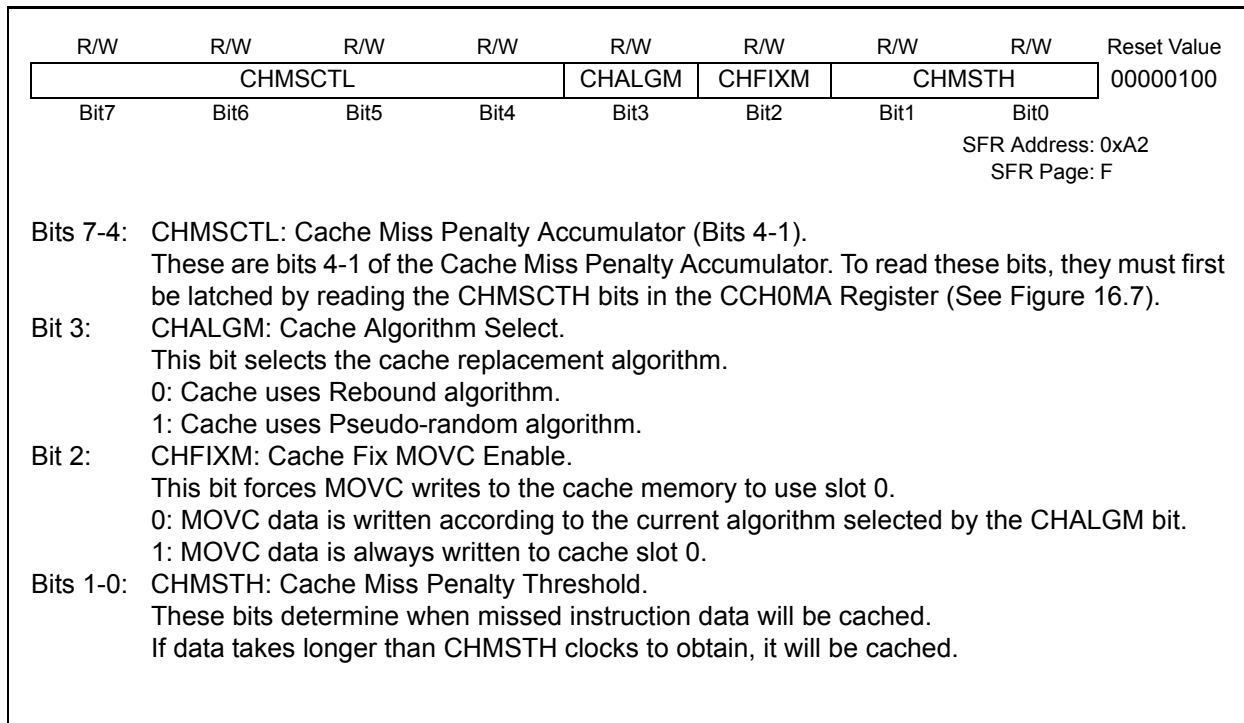 R/W R/W R/W R/W R/W R/W R/W R/W Reset Value
CHMSCTL CHALGM CHFIXM CHMSTH 00000100
Bit7 Bit6 Bit5 Bit4 Bit3 Bit2 Bit1 Bit0
SFR Address: 0xA2
SFR Page: F
Bits 7-4: CHMSCTL: Cache Miss Penalty Accumulator (Bits 4-1).
These are bits 4-1 of the Cache Miss Penalty Accumulator. To read these bits, they must first
be latched by reading the CHMSCTH bits in the CCH0MA Register (See Figure 16.7).
Bit 3: CHALGM: Cache Algorithm Select.
This bit selects the cache replacement algorithm.
0: Cache uses Rebound algorithm.
1: Cache uses Pseudo-random algorithm.
Bit 2: CHFIXM: Cache Fix MOVC Enable.
This bit forces MOVC writes to the cache memory to use slot 0.
0: MOVC data is written according to the current algorithm selected by the CHALGM bit.
1: MOVC data is always written to cache slot 0.
Bits 1-0: CHMSTH: Cache Miss Penalty Threshold.
These bits determine when missed instruction data will be cached.
If data takes longer than CHMSTH clocks to obtain, it will be cached.